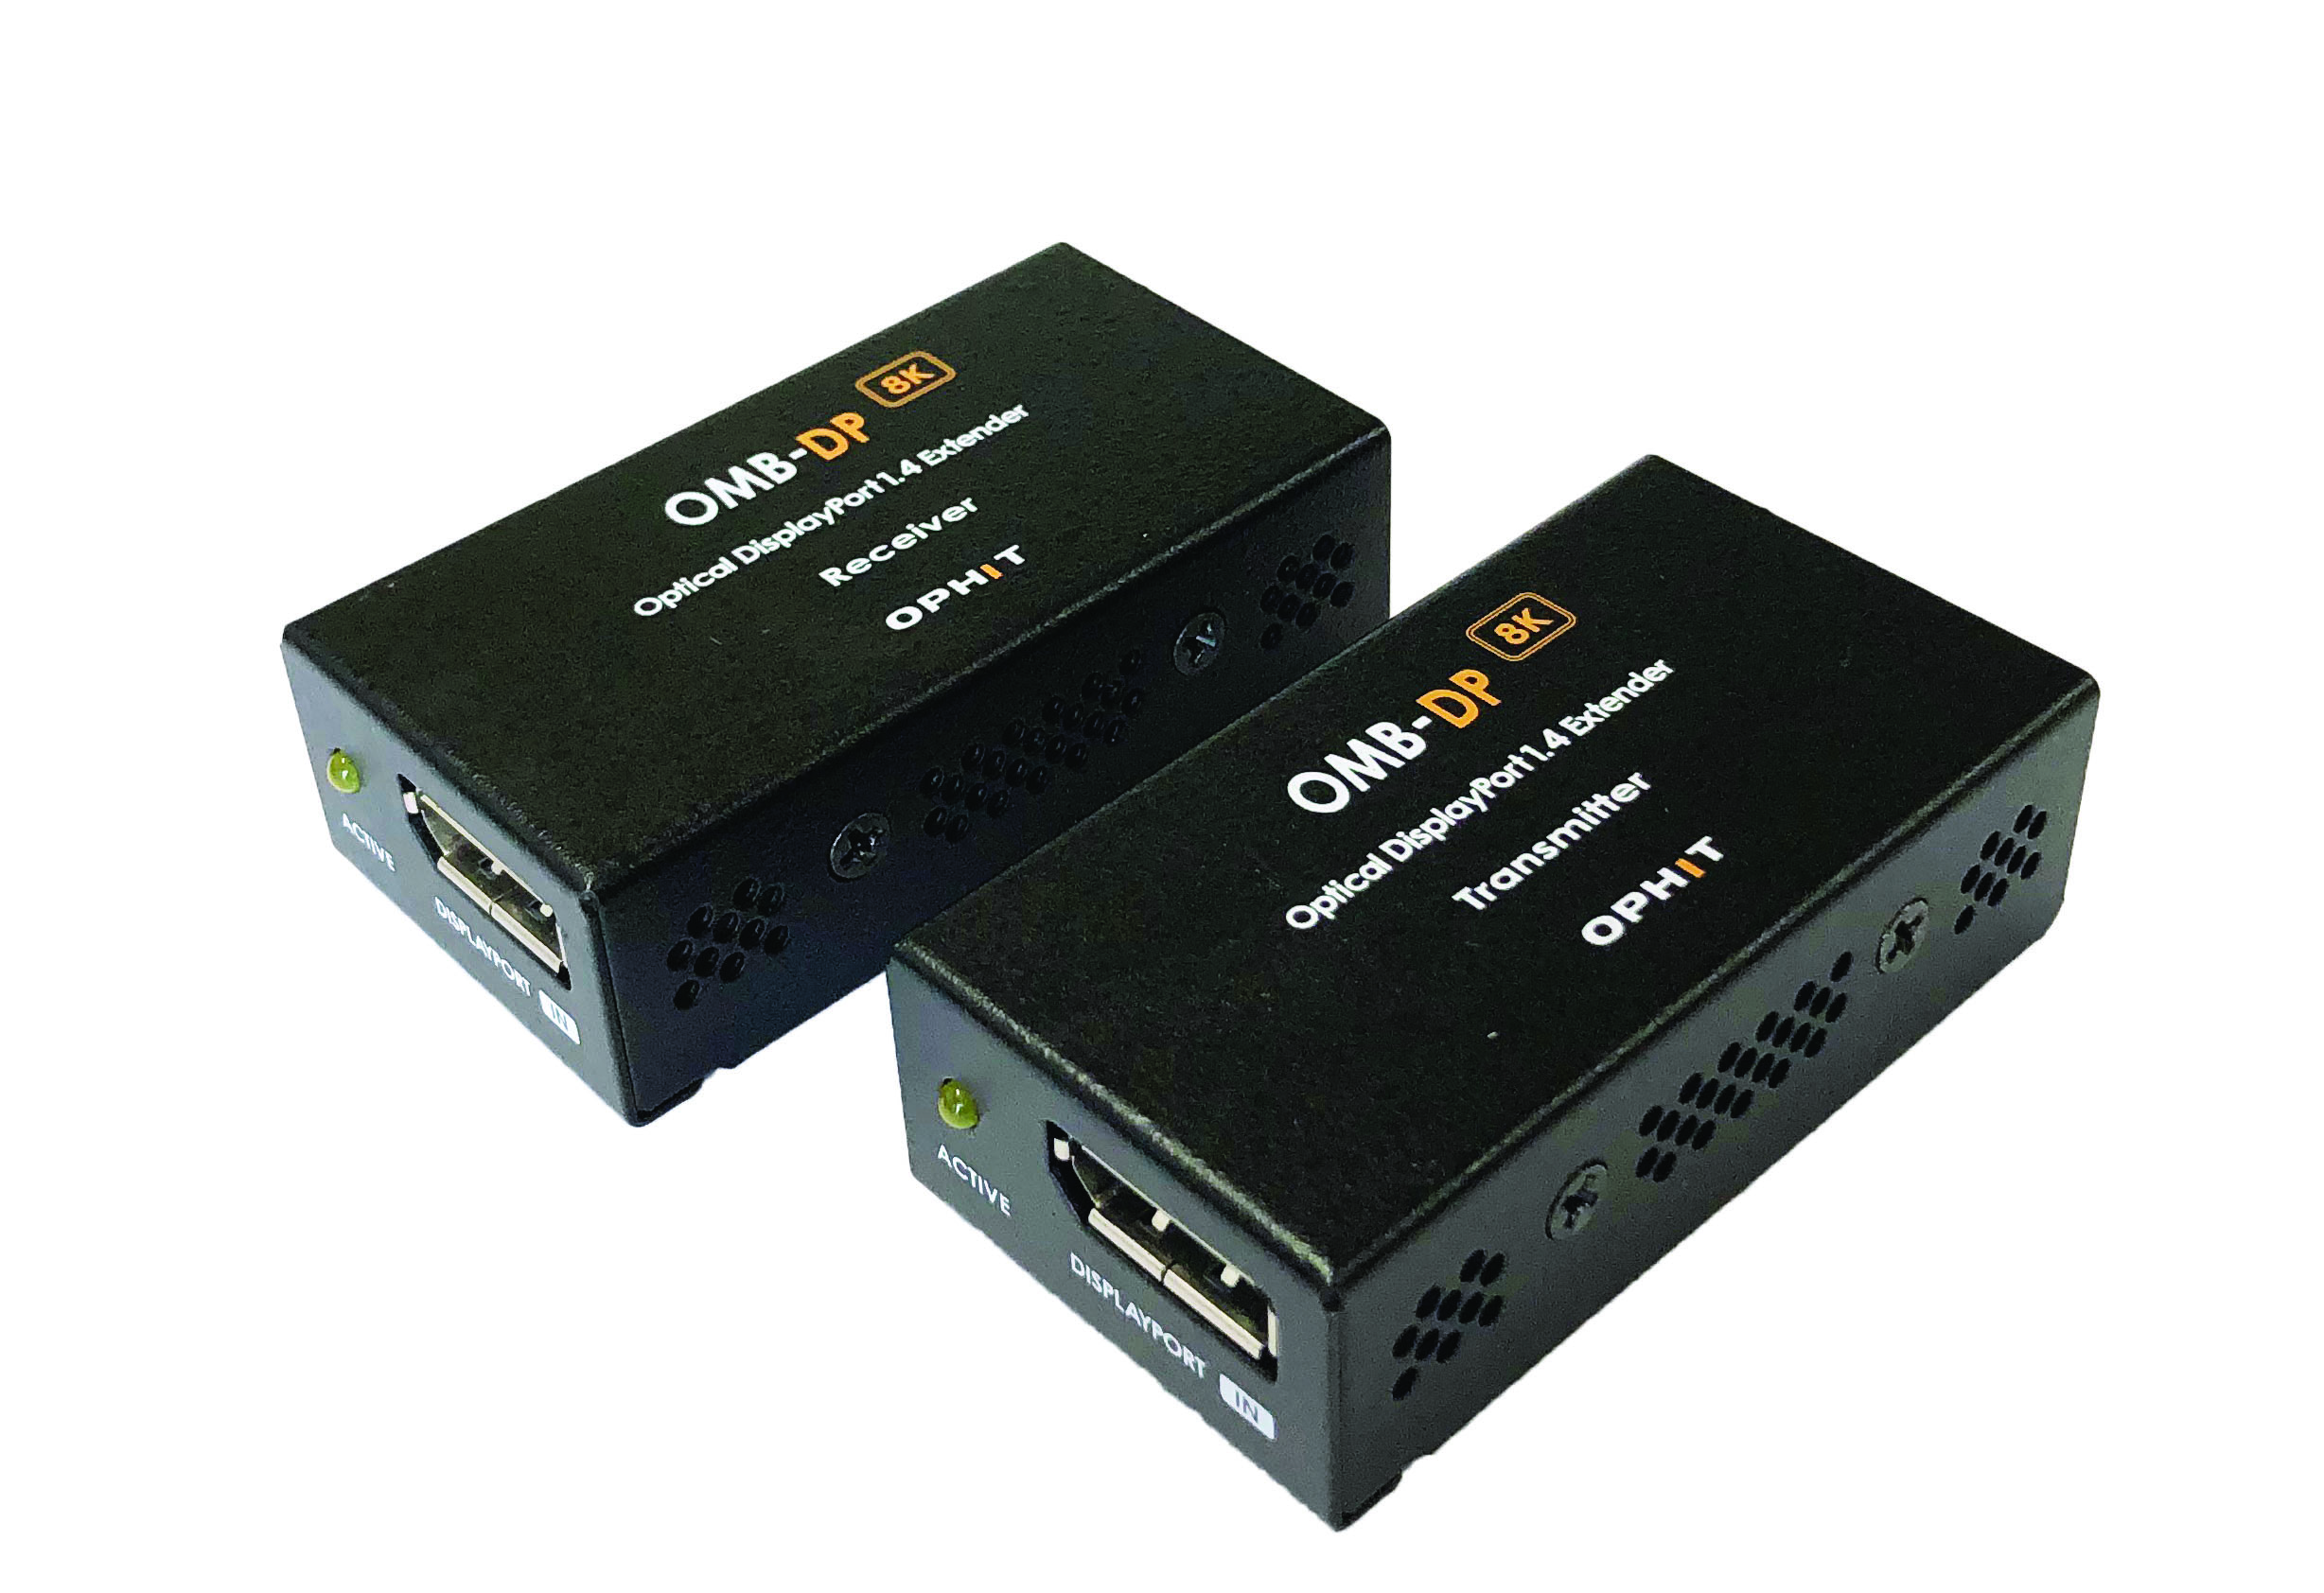 OMB-DP 8K
Optical DisplayPort 1.4 Extender
Receiver
OPHIT
ACTIVE
DISPLAYPORT IN
OMB-DP 8K
Optical DisplayPort 1.4 Extender
Transmitter
OPHIT
ACTIVE
DISPLAYPORT IN